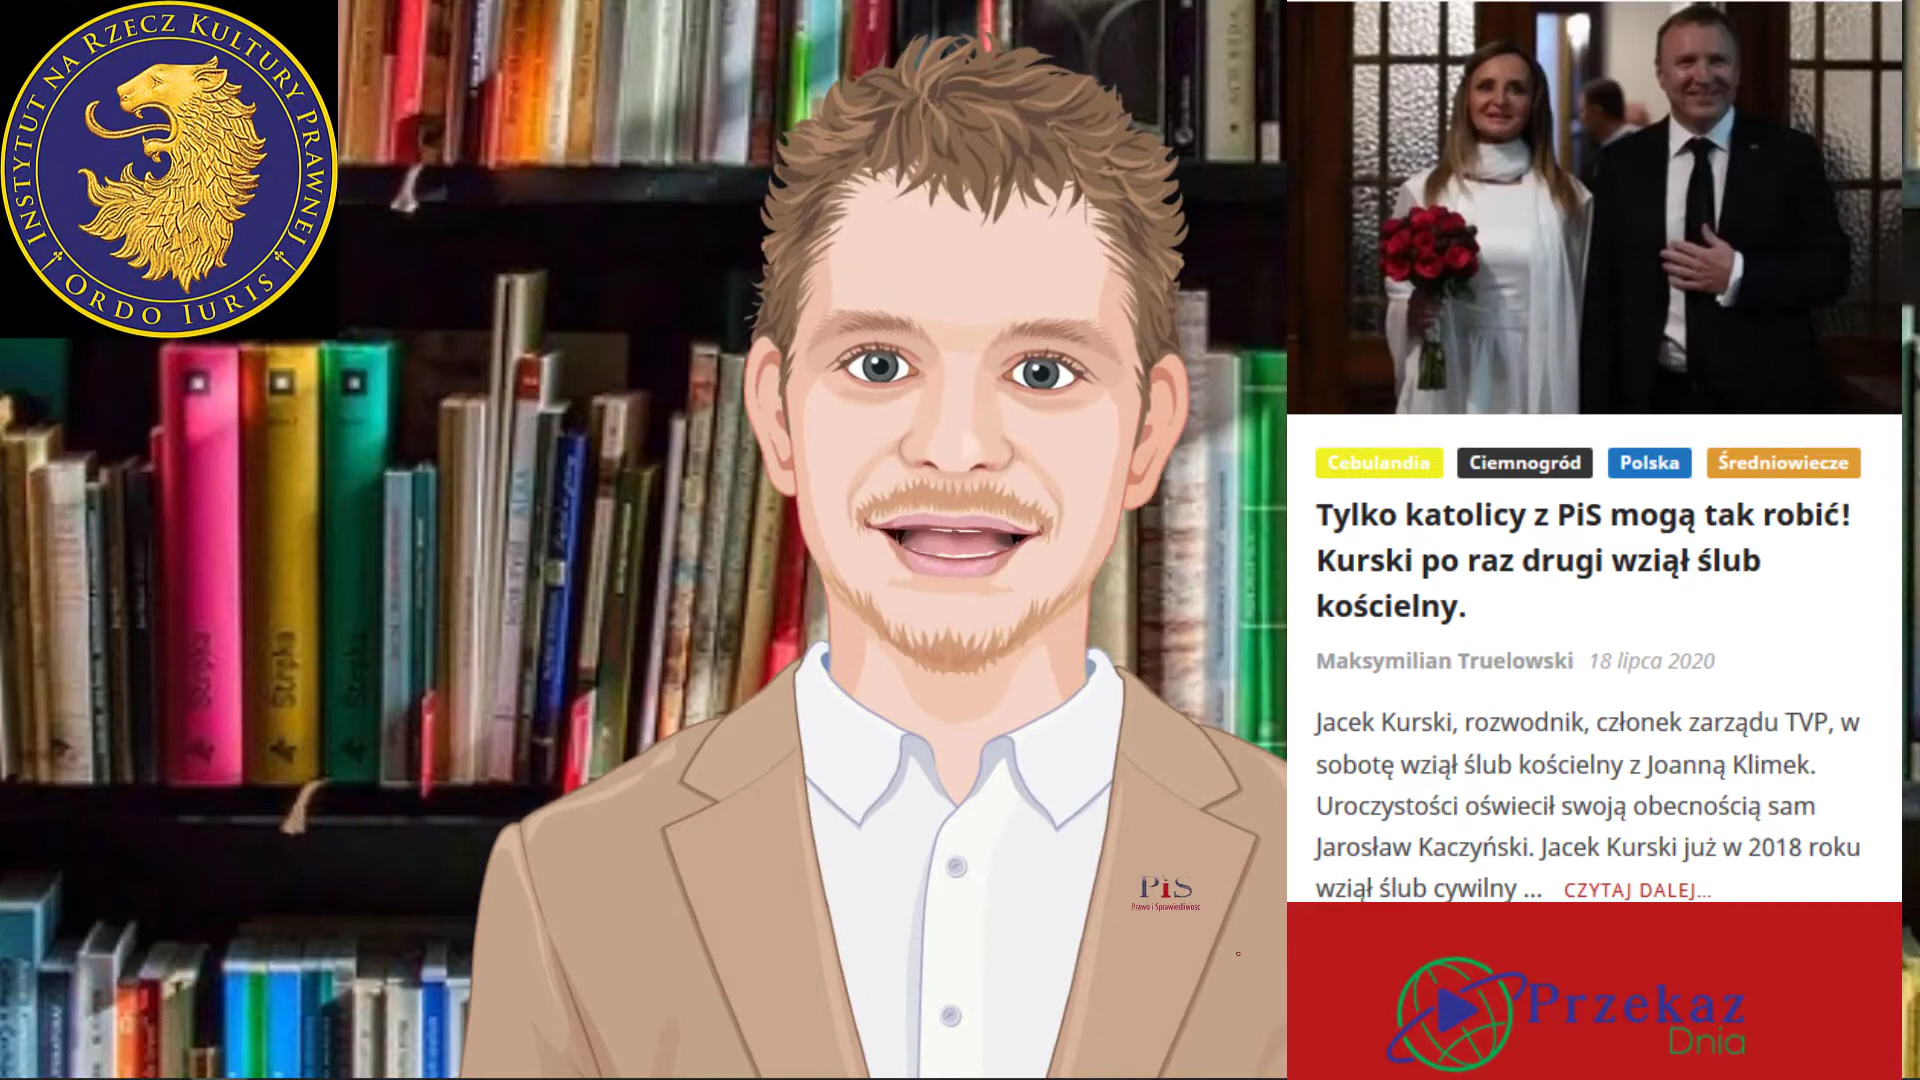 INSTYTUT NA RZECZ KULTURY PRAWNEJ
ORDO IURIS
Cebulandia Ciemnogród Polska Średniowiecze
Tylko katolicy z PiS mogą tak robić!
Kurski po raz drugi wziął ślub
kościelny.
Maksymilian Truelowski 18 lipca 2020
Jacek Kurski, rozwodnik, członek zarządu TVP, w
sobotę wziął ślub kościelny z Joanną Klimek.
Uroczystości oświecił swoją obecnością sam
Jarosław Kaczyński. Jacek Kurski już w 2018 roku
wziął ślub cywilny ... CZYTAJ DALEJ...
PiS
Prawo i Sprawiedliwosc
Przekaz
Dnia